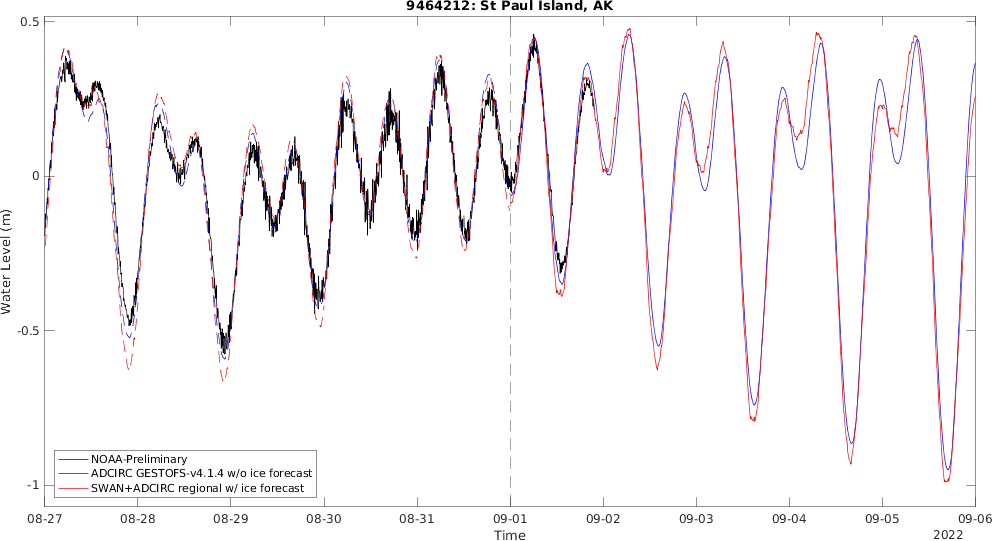 9464212: St Paul Island, AK
0.5
0
-0.5
-1
Water Level (m)
NOAA-Preliminary
ADCIRC GESTOFS-v4.1.4 w/o ice forecast
SWAN+ADCIRC regional w/ ice forecast
08-27 08-28 08-29 08-30 08-31 09-01 09-02 09-03 09-04 09-05 09-06
Time
2022